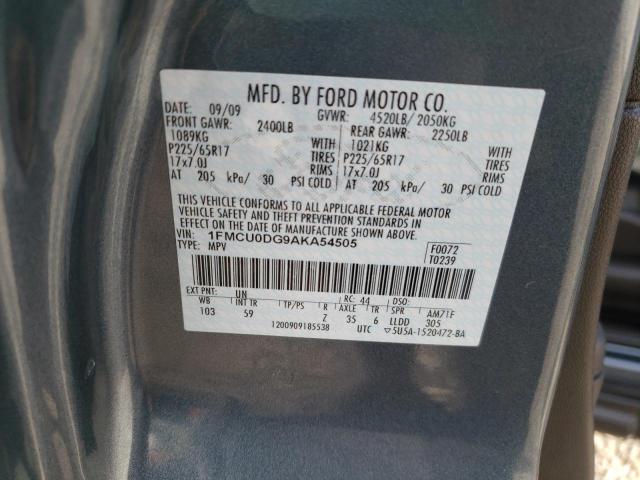 MFD. BY FORD MOTOR CO.
DATE: 09/09 GVWR: 4520LB/ 2050KG
FRONT GAWR: 2400LB REAR GAWR: 2250LB
1089KG WITH 1021KG WITH
P225/65R17 TIRES P225/65R17 TIRES
17x7.0J RIMS 17x7.0J RIMS
AT 205 kPa/ 30 PSI COLD AT 205 kPa/ 30 PSI COLD
THIS VEHICLE CONFORMS TO ALL APPLICABLE FEDERAL MOTOR
VEHICLE SAFETY AND THEFT PREVENTION STANDARDS IN
EFFECT ON THE DATE OF MANUFACTURE SHOWN ABOVE.
VIN: 1FMCU0DG9AKA54505 F0072
TYPE: MPV T0239
EXT PNT: UN RC: 44 DSO:
WB INT TR TP/PS R AXLE TR SPR AM71F
103 59 Z 35 6 LLDD 305
1200909185538 UTC ▽5U5A-1520472-BA